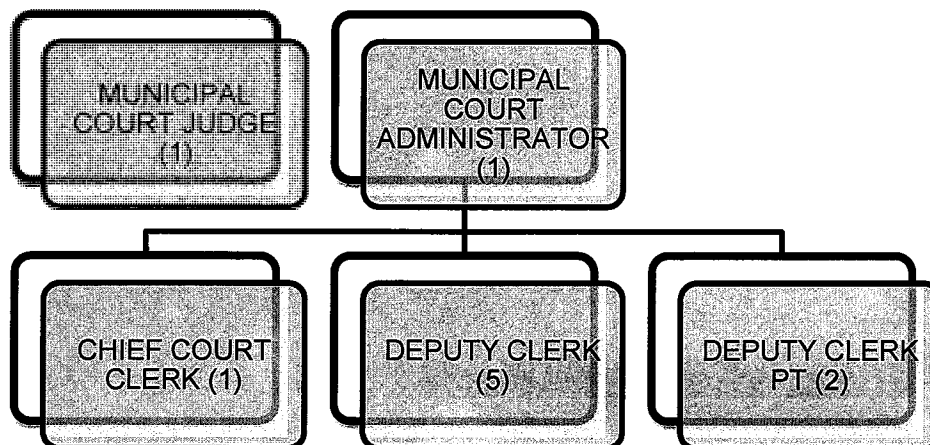 MUNICIPAL
COURT JUDGE
(1)
MUNICIPAL
COURT
ADMINISTRATOR
(1)
CHIEF COURT
CLERK (1)
DEPUTY CLERK
(5)
DEPUTY CLERK
PT (2)